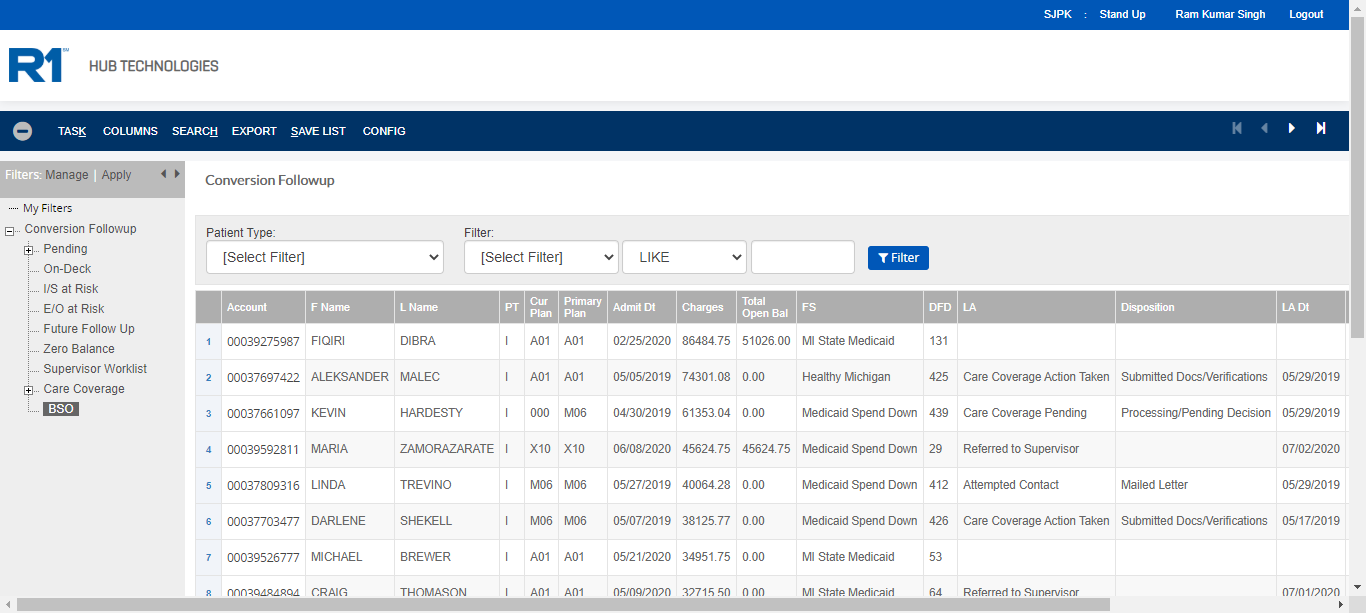 SJPK : Stand Up Ram Kumar Singh Logout
R1 SM HUB TECHNOLOGIES
TASK COLUMNS SEARCH EXPORT SAVE LIST CONFIG
Filters: Manage | Apply
My Filters
Conversion Followup
Pending
On-Deck
I/S at Risk
E/O at Risk
Future Follow Up
Zero Balance
Supervisor Worklist
Care Coverage
BSO
Conversion Followup
Patient Type: Filter:
[Select Filter] [Select Filter] LIKE Filter
Account F Name L Name PT Cur Plan Primary Plan Admit Dt Charges Total Open Bal FS DFD LA Disposition LA Dt
1 00039275987 FIQIRI DIBRA I A01 A01 02/25/2020 86484.75 51026.00 MI State Medicaid 131
2 00037697422 ALEKSANDER MALEC I A01 A01 05/05/2019 74301.08 0.00 Healthy Michigan 425 Care Coverage Action Taken Submitted Docs/Verifications 05/29/2019
3 00037661097 KEVIN HARDESTY I 000 M06 04/30/2019 61353.04 0.00 Medicaid Spend Down 439 Care Coverage Pending Processing/Pending Decision 05/29/2019
4 00039592811 MARIA ZAMORAZARATE I X10 X10 06/08/2020 45624.75 45624.75 Medicaid Spend Down 29 Referred to Supervisor 07/02/2020
5 00037809316 LINDA TREVINO I M06 M06 05/27/2019 40064.28 0.00 Medicaid Spend Down 412 Attempted Contact Mailed Letter 05/29/2019
6 00037703477 DARLENE SHEKELL I M06 M06 05/07/2019 38125.77 0.00 Medicaid Spend Down 426 Care Coverage Action Taken Submitted Docs/Verifications 05/17/2019
7 00039526777 MICHAEL BREWER I A01 A01 05/21/2020 34951.75 0.00 MI State Medicaid 53
8 00039484894 CRAIG THOMASON I A01 A01 05/09/2020 32715.50 0.00 MI State Medicaid 64 Referred to Supervisor 07/01/2020